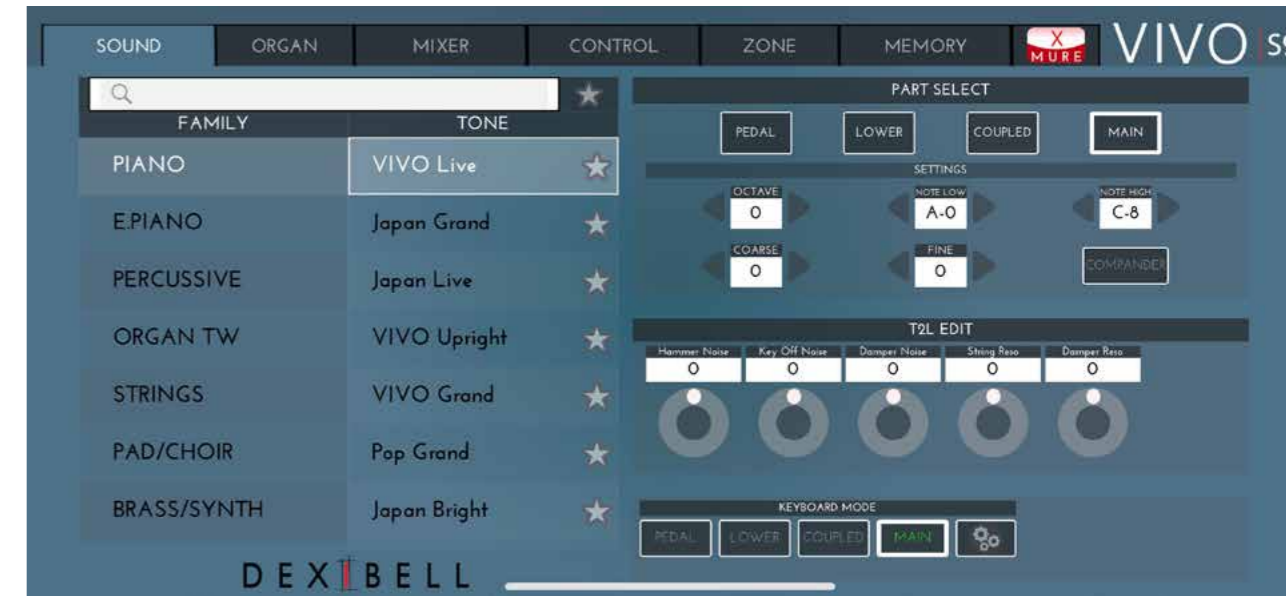 SOUND ORGAN MIXER CONTROL ZONE MEMORY X MURE VIVO
FAMILY TONE
PIANO VIVO Live
E.PIANO Japan Grand
PERCUSSIVE Japan Live
ORGAN TW VIVO Upright
STRINGS VIVO Grand
PAD/CHOIR Pop Grand
BRASS/SYNTH Japan Bright
DEXIBELL
PART SELECT
PEDAL LOWER COUPLED MAIN
SETTINGS
OCTAVE NOTE LOW NOTE HIGH
0 A-0 C-8
COARSE FINE
0 0 COMPANDER
T2L EDIT
Hammer Noise Key Off Noise Damper Noise String Reso Damper Reso
0 0 0 0 0
KEYBOARD MODE
PEDAL LOWER COUPLED MAIN